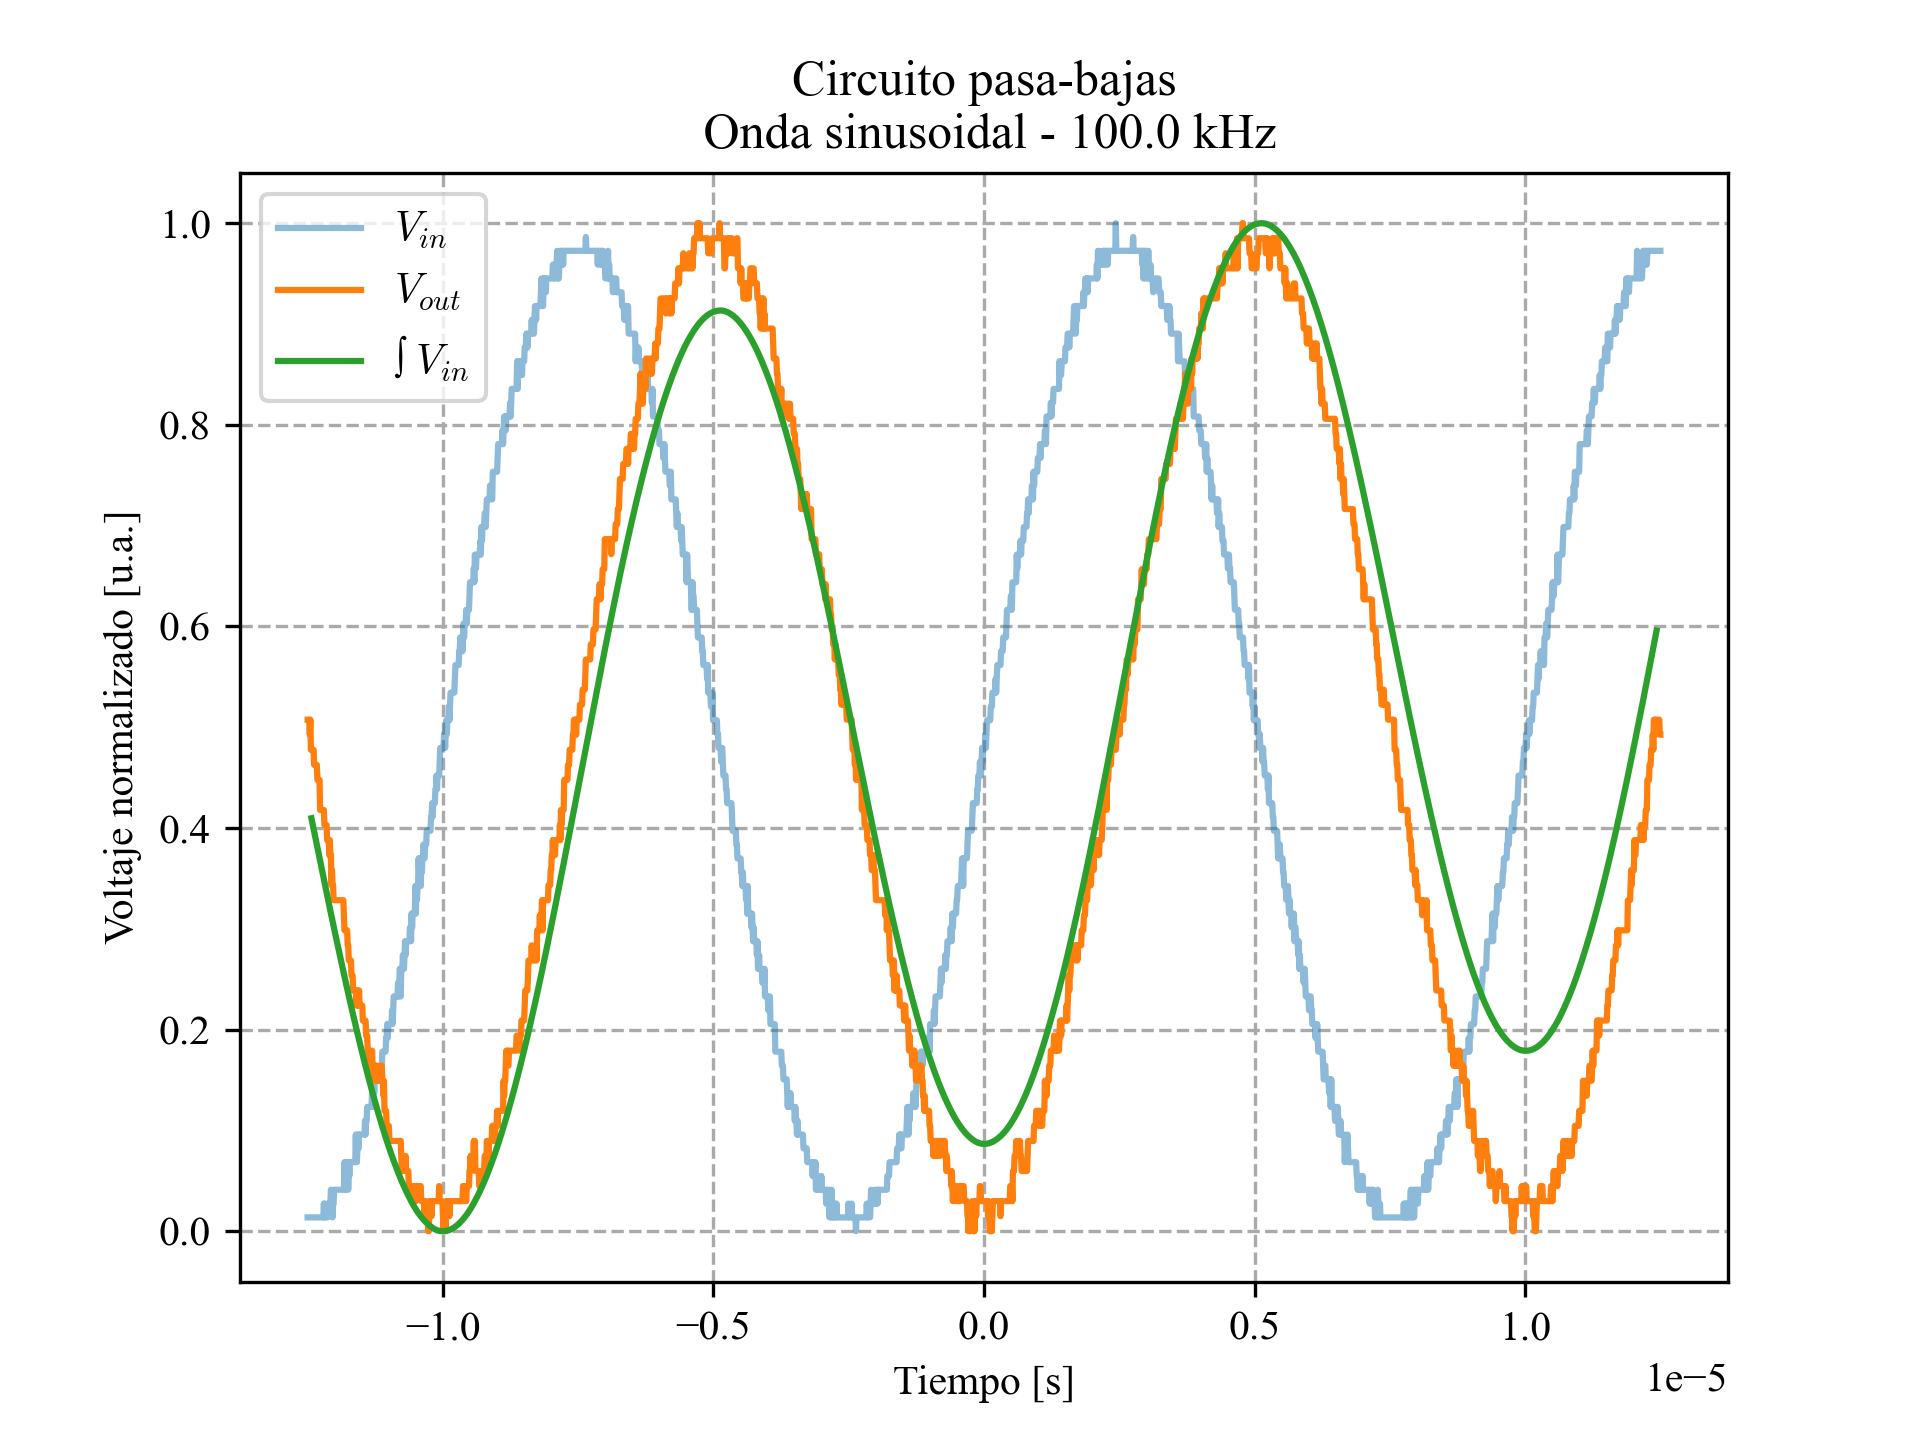 Circuito pasa-bajas
Onda sinusoidal - 100.0 kHz
V_in
V_out
∫ V_in
1.0
0.8
0.6
0.4
0.2
0.0
Voltaje normalizado [u.a.]
−1.0 −0.5 0.0 0.5 1.0
Tiempo [s]
1e−5